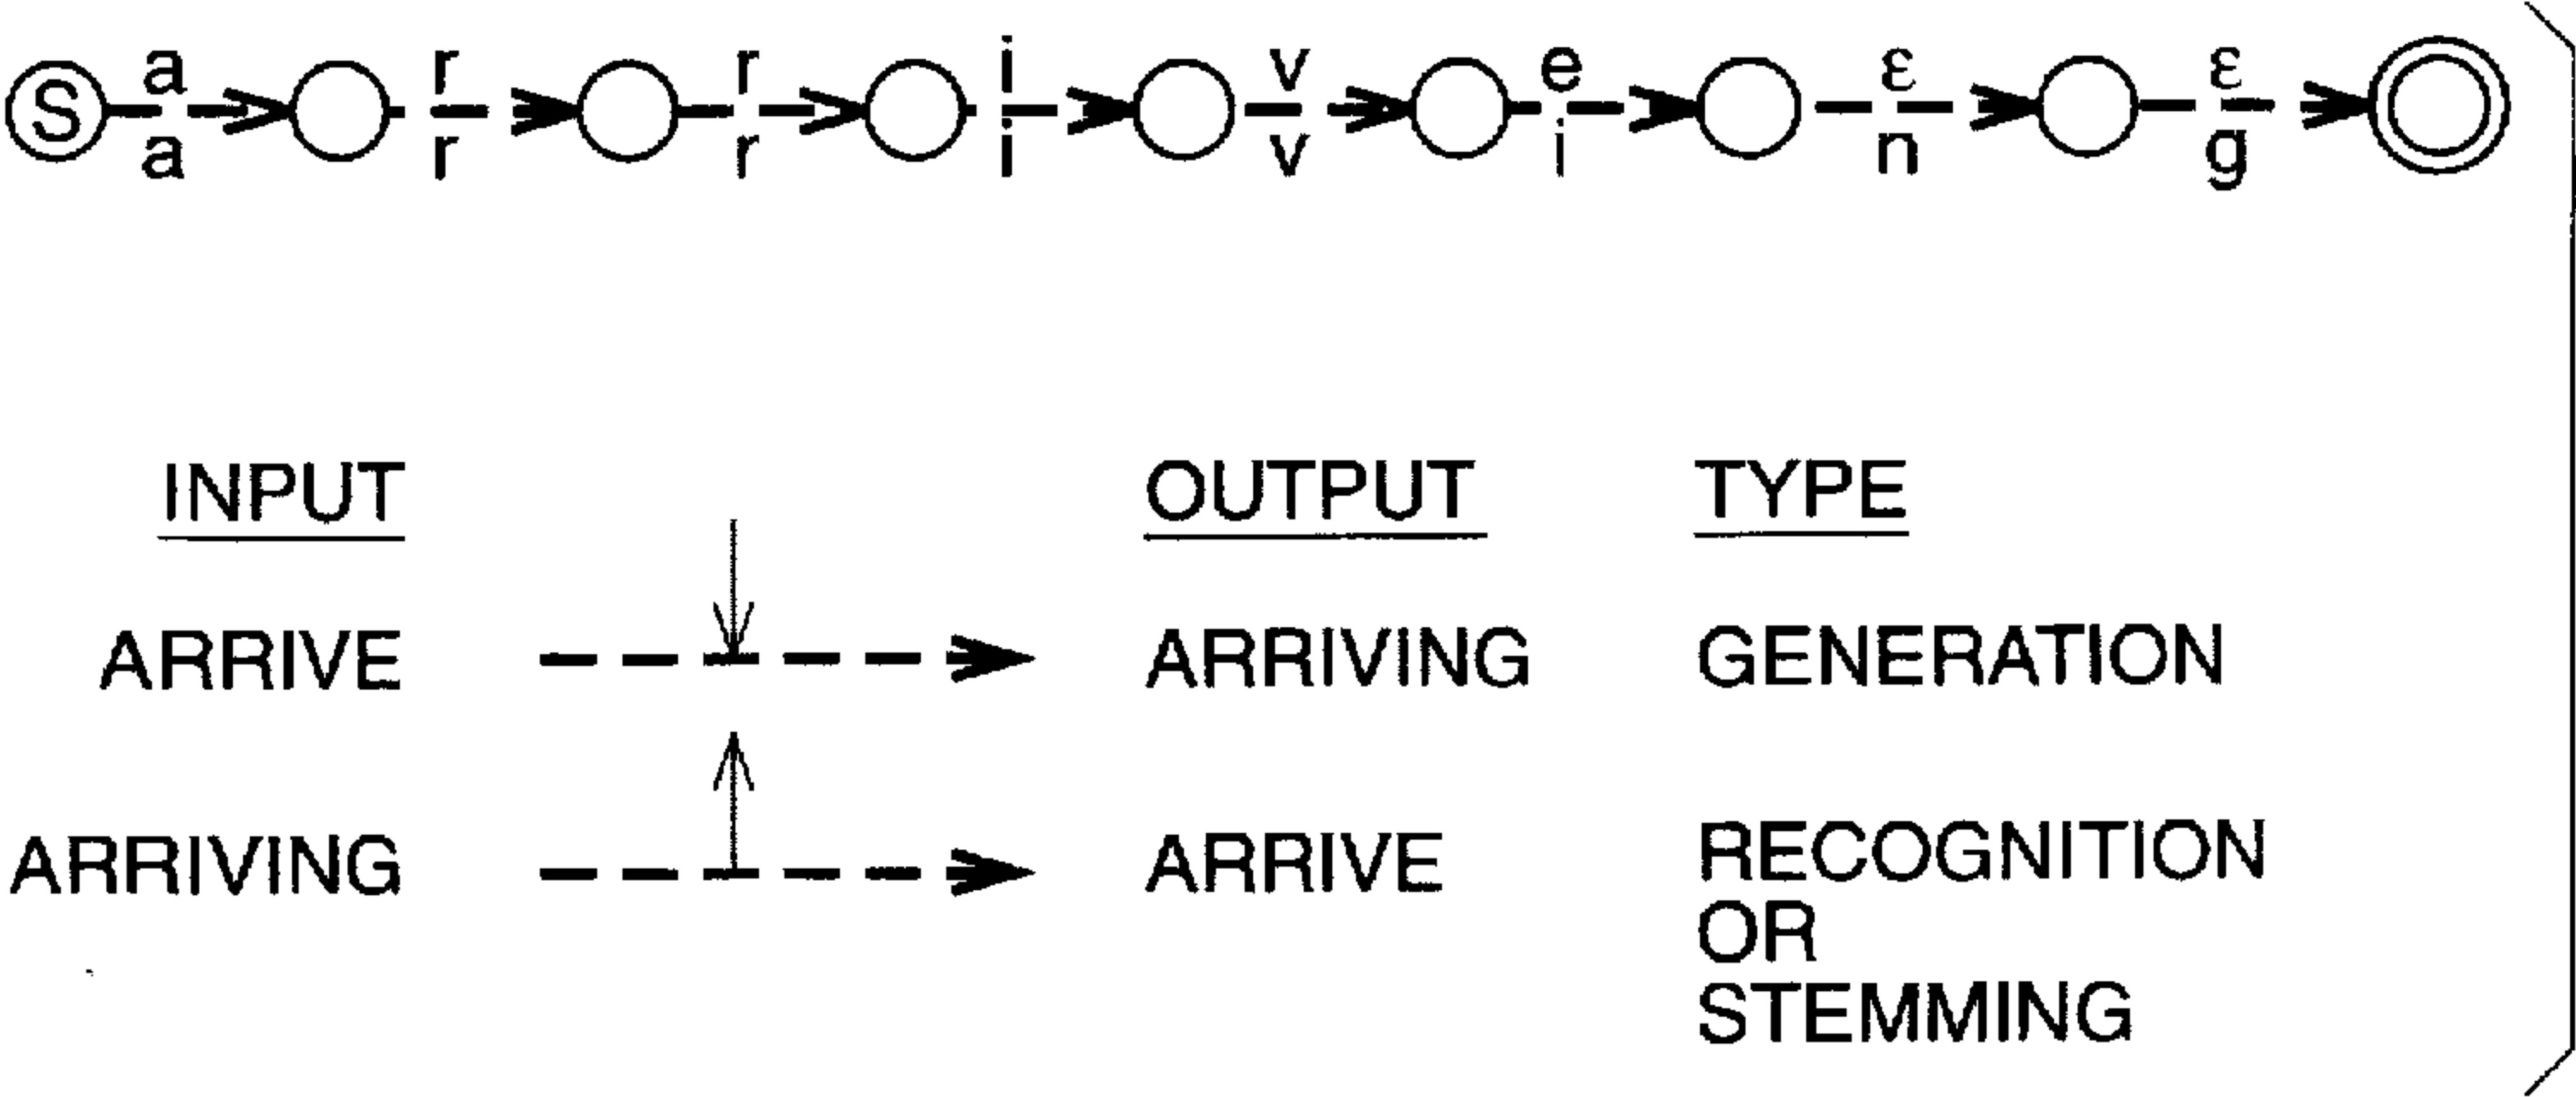 a r r i v e ε ε
S
a r r i v i n g
INPUT OUTPUT TYPE
ARRIVE ARRIVING GENERATION
ARRIVING ARRIVE RECOGNITION
OR
STEMMING